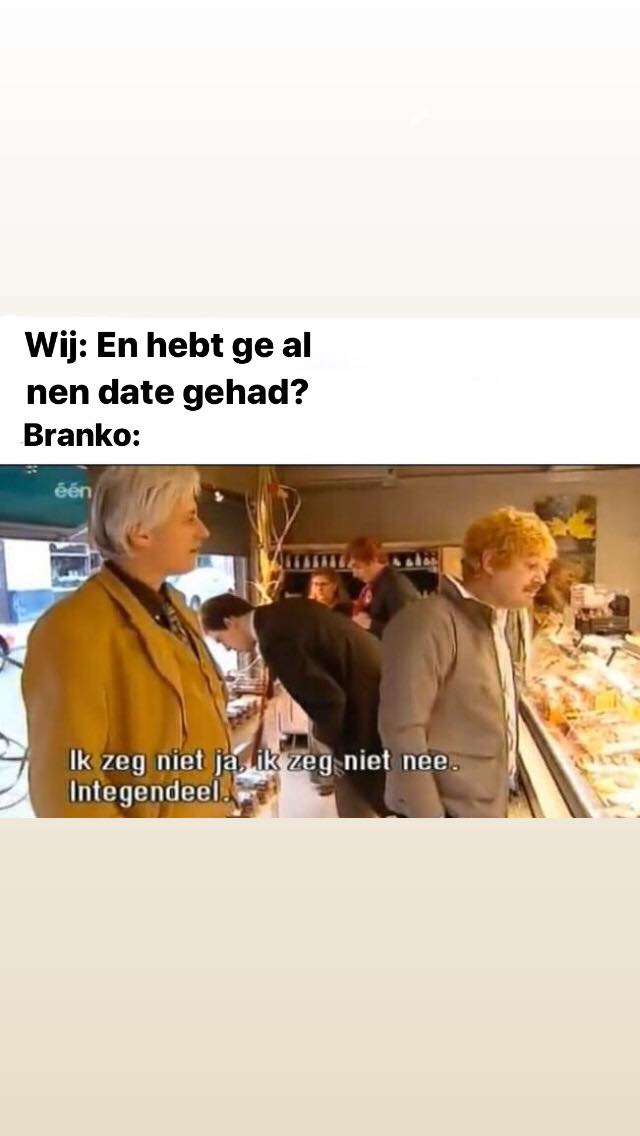 Wij: En hebt ge al
nen date gehad?
Branko:
één
Ik zeg niet ja, ik zeg niet nee.
Integendeel.